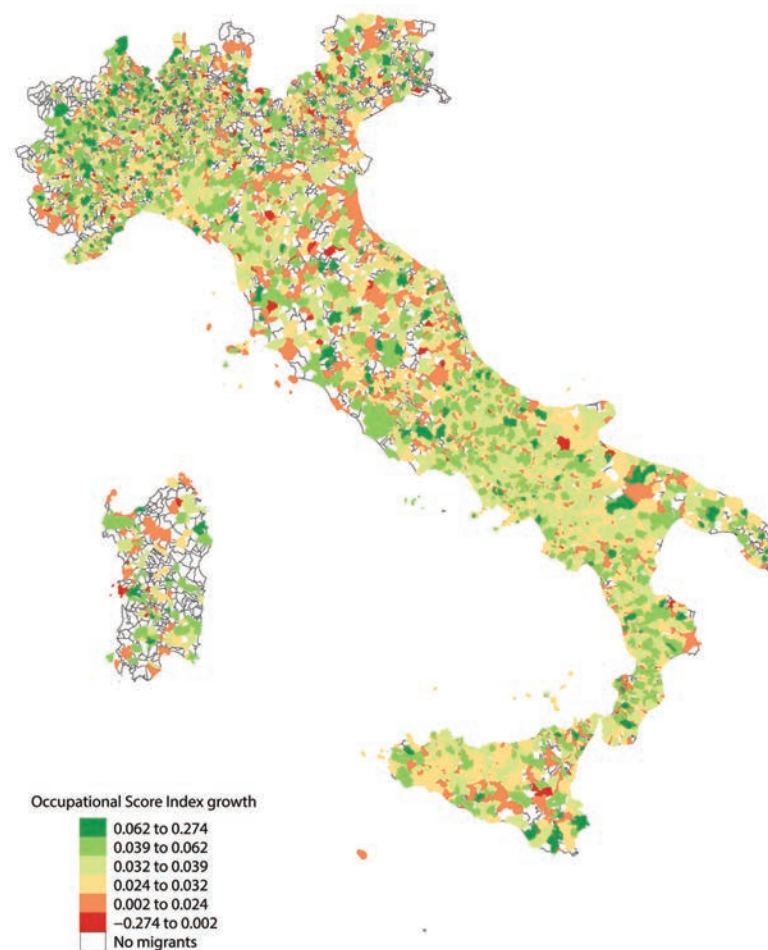 Occupational Score Index growth
0.062 to 0.274
0.039 to 0.062
0.032 to 0.039
0.024 to 0.032
0.002 to 0.024
−0.274 to 0.002
No migrants